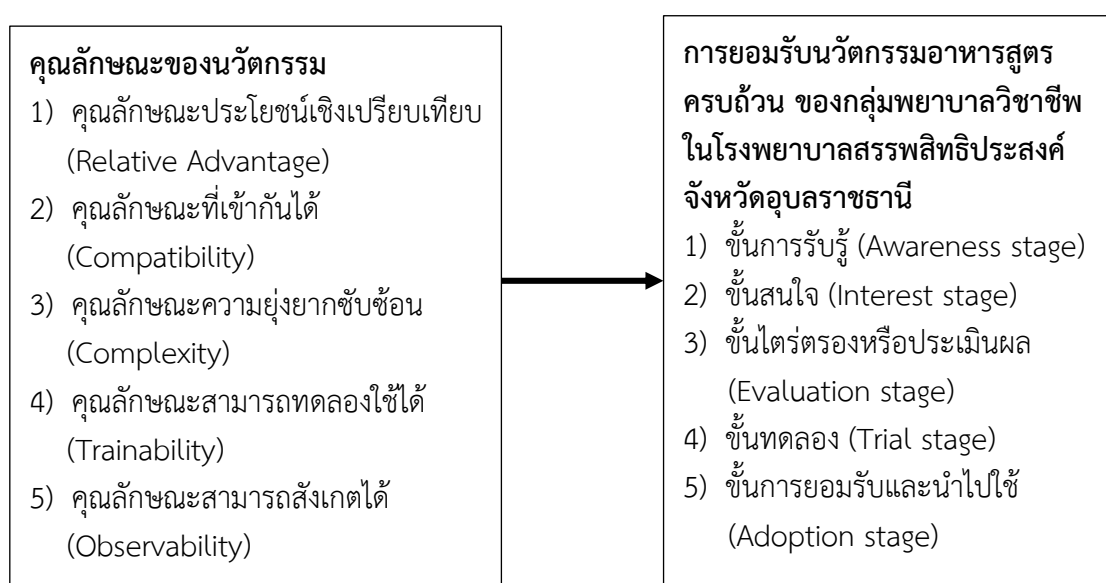 คุณลักษณะของนวัตกรรม
1) คุณลักษณะประโยชน์เชิงเปรียบเทียบ
(Relative Advantage)
2) คุณลักษณะที่เข้ากันได้
(Compatibility)
3) คุณลักษณะความยุ่งยากซับซ้อน
(Complexity)
4) คุณลักษณะสามารถทดลองใช้ได้
(Trainability)
5) คุณลักษณะสามารถสังเกตได้
(Observability)
การยอมรับนวัตกรรมอาหารสูตร
ครบถ้วน ของกลุ่มพยาบาลวิชาชีพ
ในโรงพยาบาลสรรพสิทธิประสงค์
จังหวัดอุบลราชธานี
1) ขั้นการรับรู้ (Awareness stage)
2) ขั้นสนใจ (Interest stage)
3) ขั้นไตร่ตรองหรือประเมินผล
(Evaluation stage)
4) ขั้นทดลอง (Trial stage)
5) ขั้นการยอมรับและนำไปใช้
(Adoption stage)